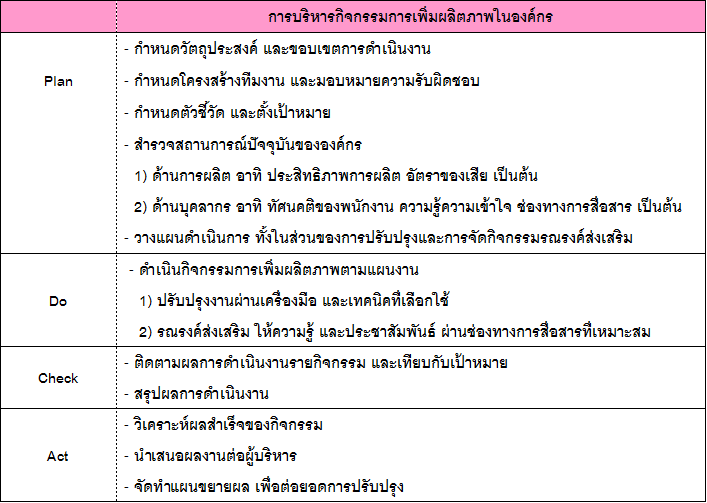 การบริหารกิจกรรมการเพิ่มผลิตภาพในองค์กร
Plan
- กำหนดวัตถุประสงค์ และขอบเขตการดำเนินงาน
- กำหนดโครงสร้างทีมงาน และมอบหมายความรับผิดชอบ
- กำหนดตัวชี้วัด และตั้งเป้าหมาย
- สำรวจสถานการณ์ปัจจุบันขององค์กร
1) ด้านการผลิต อาทิ ประสิทธิภาพการผลิต อัตราของเสีย เป็นต้น
2) ด้านบุคลากร อาทิ ทัศนคติของพนักงาน ความรู้ความเข้าใจ ช่องทางการสื่อสาร เป็นต้น
- วางแผนดำเนินการ ทั้งในส่วนของการปรับปรุงและการจัดกิจกรรมรณรงค์ส่งเสริม
Do
- ดำเนินกิจกรรมการเพิ่มผลิตภาพตามแผนงาน
1) ปรับปรุงงานผ่านเครื่องมือ และเทคนิคที่เลือกใช้
2) รณรงค์ส่งเสริม ให้ความรู้ และประชาสัมพันธ์ ผ่านช่องทางการสื่อสารที่เหมาะสม
Check
- ติดตามผลการดำเนินงานรายกิจกรรม และเทียบกับเป้าหมาย
- สรุปผลการดำเนินงาน
Act
- วิเคราะห์ผลสำเร็จของกิจกรรม
- นำเสนอผลงานต่อผู้บริหาร
- จัดทำแผนขยายผล เพื่อต่อยอดการปรับปรุง